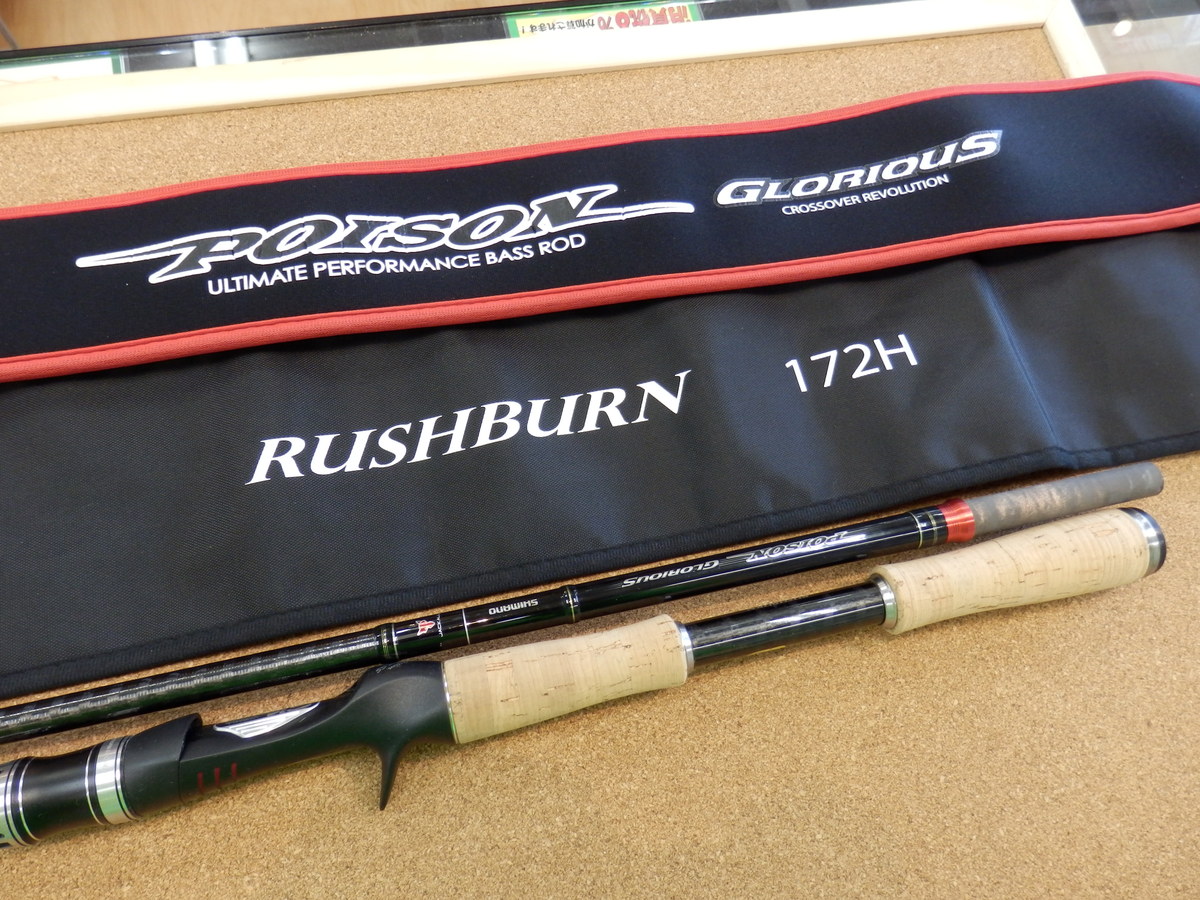 POISON
ULTIMATE PERFORMANCE BASS ROD
GLORIOUS
CROSSOVER REVOLUTION
RUSHBURN
172H
POISON
GLORIOUS
SHIMANO